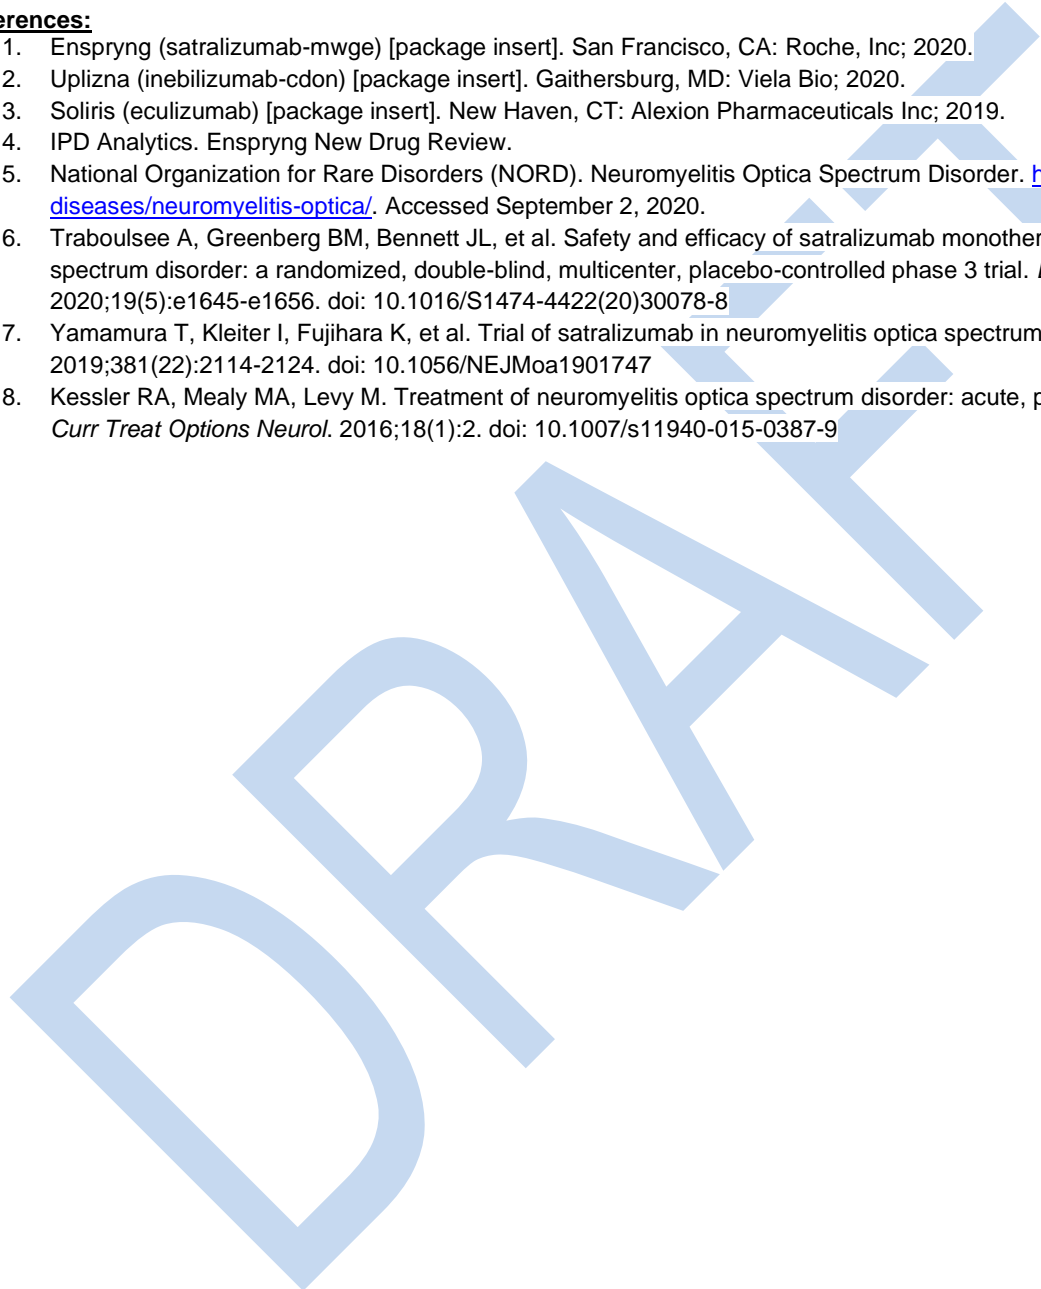 erences:
1. Enspryng (satralizumab-mwge) [package insert]. San Francisco, CA: Roche, Inc; 2020.
2. Uplizna (inebilizumab-cdon) [package insert]. Gaithersburg, MD: Viela Bio; 2020.
3. Soliris (eculizumab) [package insert]. New Haven, CT: Alexion Pharmaceuticals Inc; 2019.
4. IPD Analytics. Enspryng New Drug Review.
5. National Organization for Rare Disorders (NORD). Neuromyelitis Optica Spectrum Disorder.
diseases/neuromyelitis-optica/. Accessed September 2, 2020.
6. Traboulsee A, Greenberg BM, Bennett JL, et al. Safety and efficacy of satralizumab monother
spectrum disorder: a randomized, double-blind, multicenter, placebo-controlled phase 3 trial.
2020;19(5):e1645-e1656. doi: 10.1016/S1474-4422(20)30078-8
7. Yamamura T, Kleiter I, Fujihara K, et al. Trial of satralizumab in neuromyelitis optica spectrum
2019;381(22):2114-2124. doi: 10.1056/NEJMoa1901747
8. Kessler RA, Mealy MA, Levy M. Treatment of neuromyelitis optica spectrum disorder: acute, p
Curr Treat Options Neurol. 2016;18(1):2. doi: 10.1007/s11940-015-0387-9
DRAFT